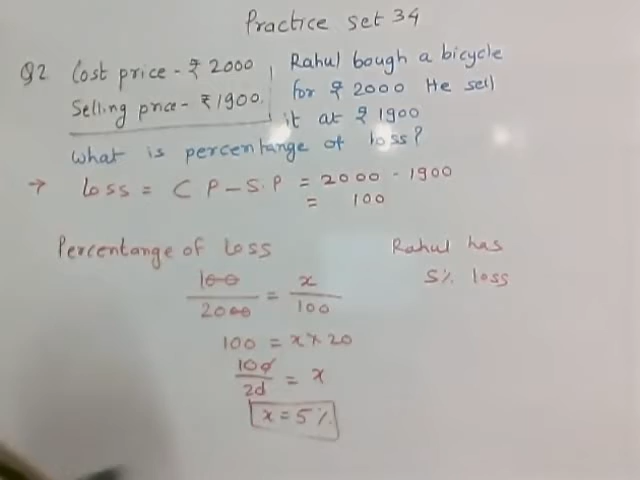 Practice set 34
Q2 Cost price - ₹ 2000
Selling price - ₹ 1900.
Rahul bough a bicycle
for ₹ 2000 He sell
it at ₹ 1900
what is percentange of loss?
→ Loss = C P - S.P = 2000 - 1900
= 100
Percentange of Loss
100/2000 = x/100
100 = x × 20
100/20 = x
x = 5%
Rahul has
5% loss